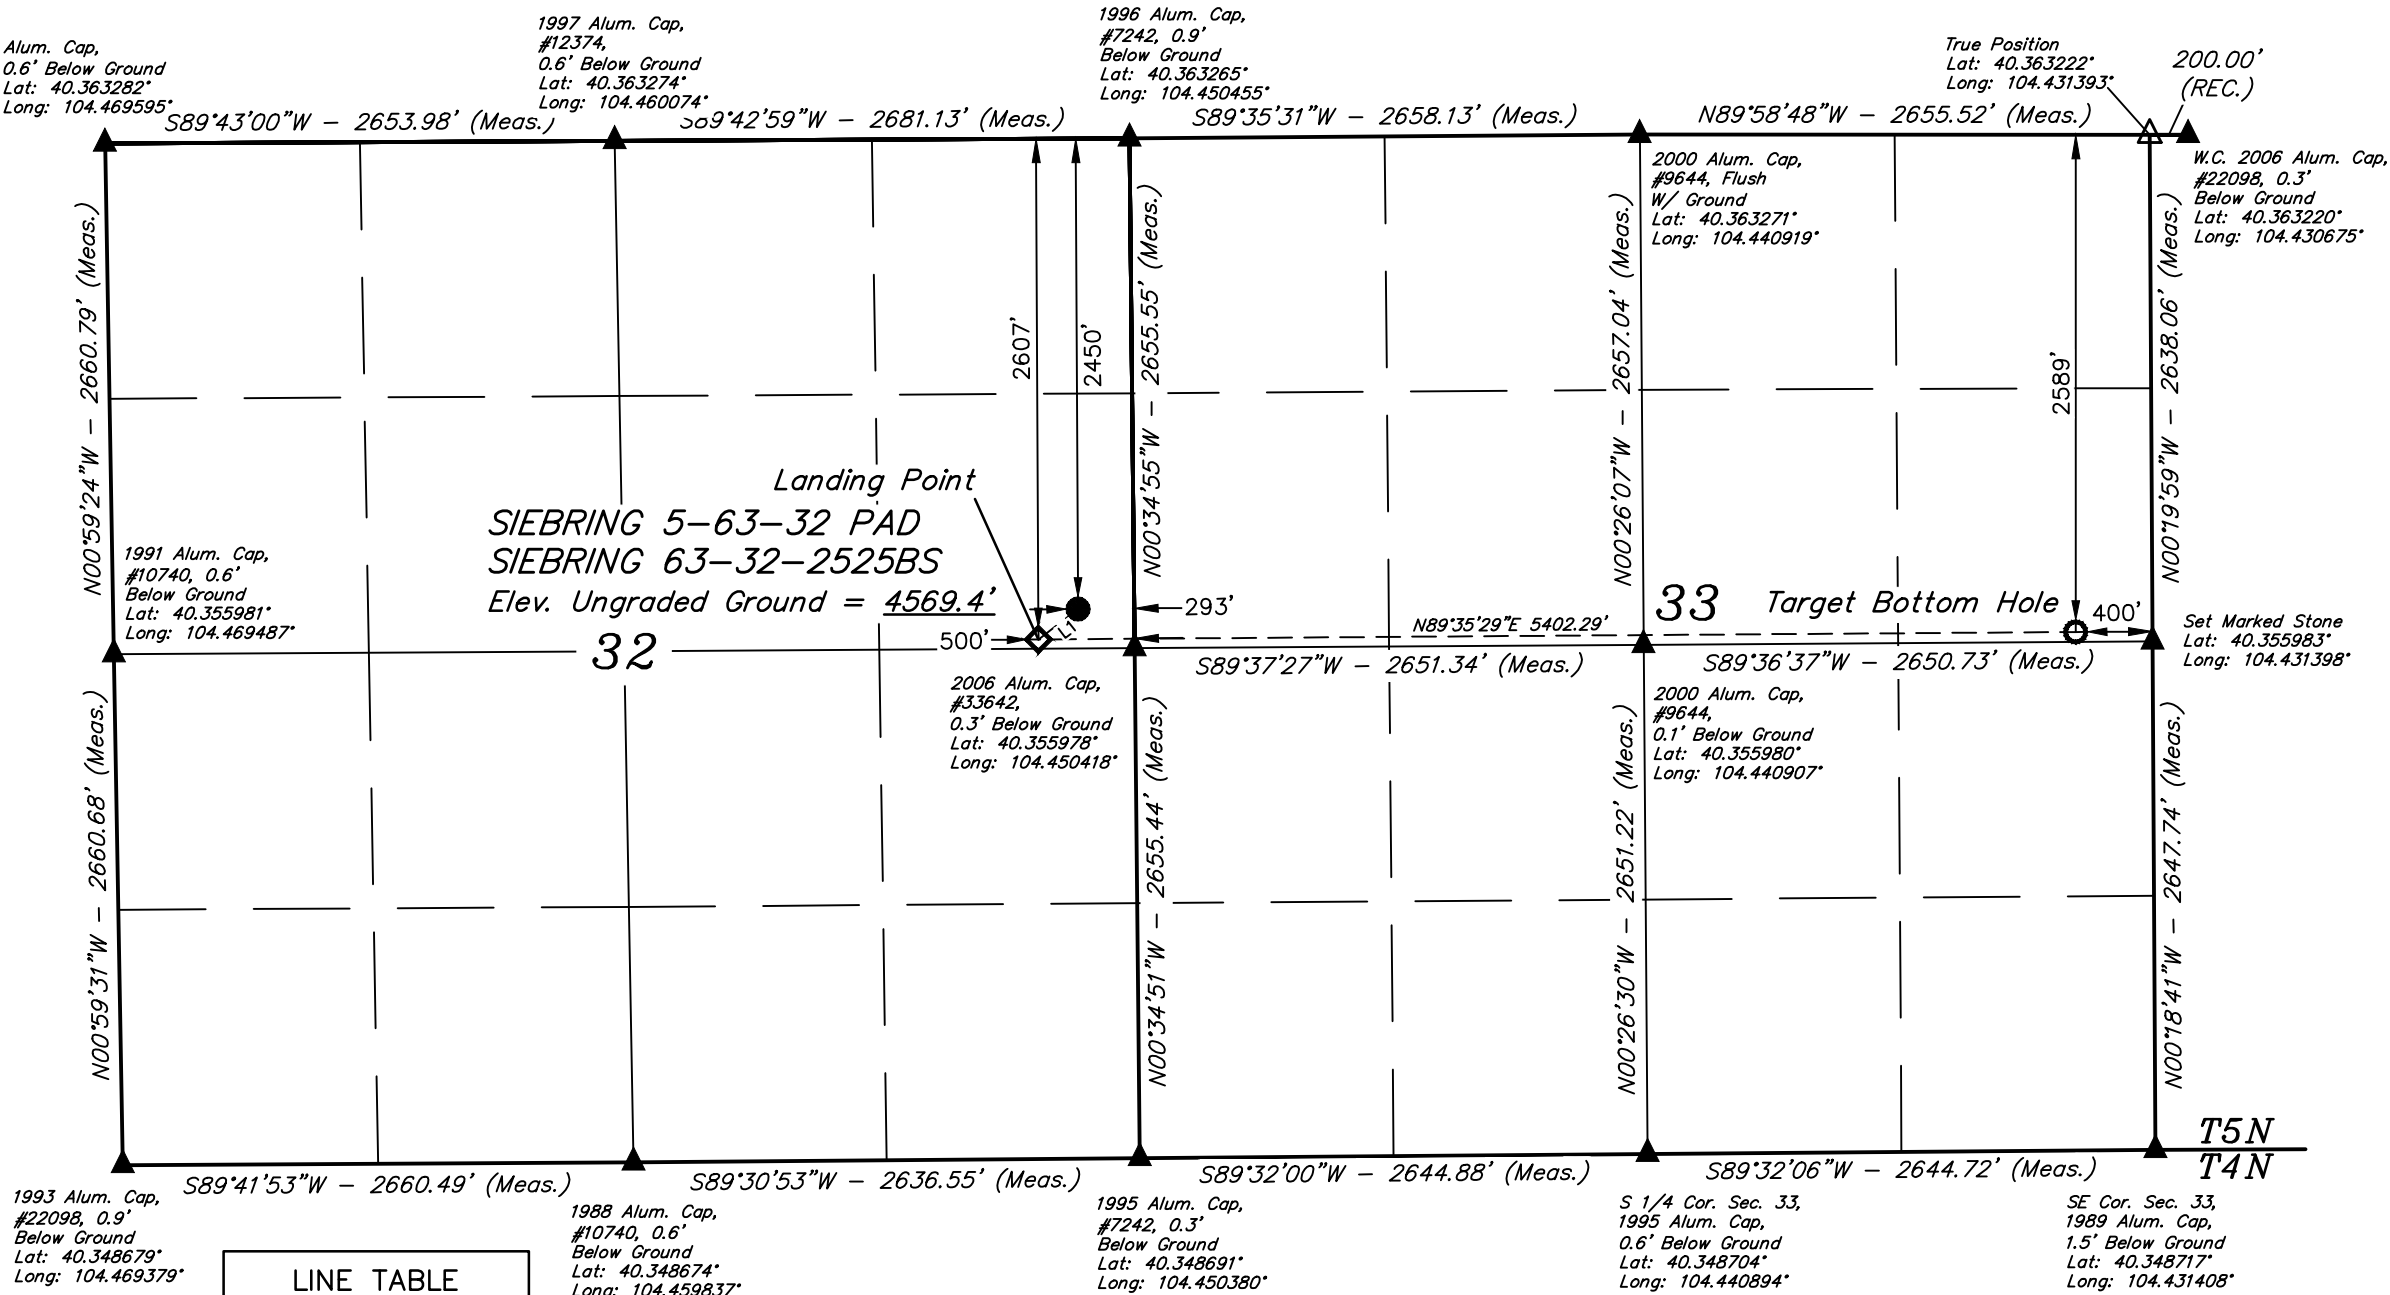 Alum. Cap,
0.6' Below Ground
Lat: 40.363282°
Long: 104.469595°
1997 Alum. Cap,
#12374,
0.6' Below Ground
Lat: 40.363274°
Long: 104.460074°
1996 Alum. Cap,
#7242, 0.9'
Below Ground
Lat: 40.363265°
Long: 104.450455°
True Position
Lat: 40.363222°
Long: 104.431393°
200.00'
(REC.)
S89°43'00"W - 2653.98' (Meas.)
S89°42'59"W - 2681.13' (Meas.)
S89°35'31"W - 2658.13' (Meas.)
N89°58'48"W - 2655.52' (Meas.)
2000 Alum. Cap,
#9644, Flush
W/ Ground
Lat: 40.363271°
Long: 104.440919°
W.C. 2006 Alum. Cap,
#22098, 0.3'
Below Ground
Lat: 40.363220°
Long: 104.430675°
N00°59'24"W - 2660.79' (Meas.)
2607'
2450'
N00°34'55"W - 2655.55' (Meas.)
N00°26'07"W - 2657.04' (Meas.)
2589'
N00°19'59"W - 2638.06' (Meas.)
Landing Point
SIEBRING 5-63-32 PAD
SIEBRING 63-32-2525BS
Elev. Ungraded Ground = 4569.4'
1991 Alum. Cap,
#10740, 0.6'
Below Ground
Lat: 40.355981°
Long: 104.469487°
32
500'
L1
293'
N89°35'29"E 5402.29'
33
Target Bottom Hole
400'
Set Marked Stone
Lat: 40.355983°
Long: 104.431398°
S89°37'27"W - 2651.34' (Meas.)
S89°36'37"W - 2650.73' (Meas.)
2006 Alum. Cap,
#33642,
0.3' Below Ground
Lat: 40.355978°
Long: 104.450418°
2000 Alum. Cap,
#9644,
0.1' Below Ground
Lat: 40.355980°
Long: 104.440907°
N00°59'31"W - 2660.68' (Meas.)
N00°34'51"W - 2655.44' (Meas.)
N00°26'30"W - 2651.22' (Meas.)
N00°18'41"W - 2647.74' (Meas.)
T5N
T4N
S89°41'53"W - 2660.49' (Meas.)
S89°30'53"W - 2636.55' (Meas.)
S89°32'00"W - 2644.88' (Meas.)
S89°32'06"W - 2644.72' (Meas.)
1993 Alum. Cap,
#22098, 0.9'
Below Ground
Lat: 40.348679°
Long: 104.469379°
1988 Alum. Cap,
#10740, 0.6'
Below Ground
Lat: 40.348674°
Long: 104.459837°
1995 Alum. Cap,
#7242, 0.3'
Below Ground
Lat: 40.348691°
Long: 104.450380°
S 1/4 Cor. Sec. 33,
1995 Alum. Cap,
0.6' Below Ground
Lat: 40.348704°
Long: 104.440894°
SE Cor. Sec. 33,
1989 Alum. Cap,
1.5' Below Ground
Lat: 40.348717°
Long: 104.431408°
LINE TABLE